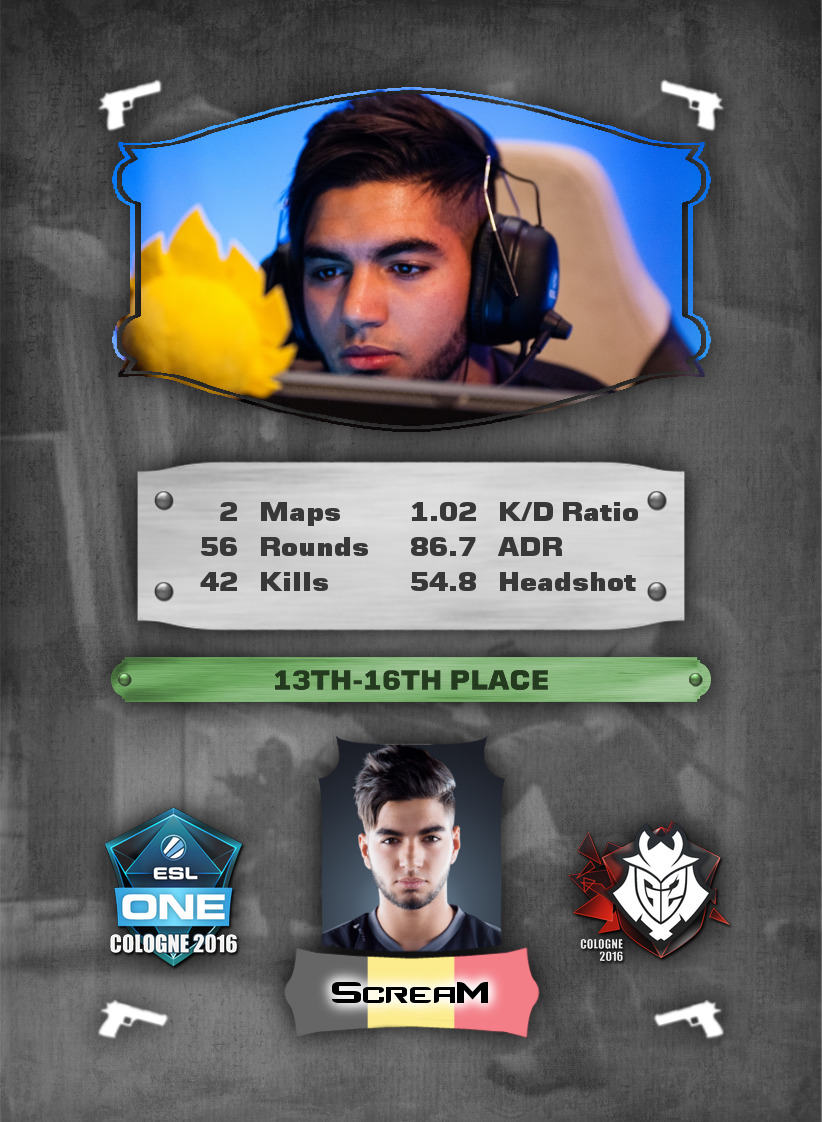 2 Maps 1.02 K/D Ratio
56 Rounds 86.7 ADR
42 Kills 54.8 Headshot
13TH-16TH PLACE
ESL
ONE
COLOGNE 2016
G2
COLOGNE
2016
ScreaM